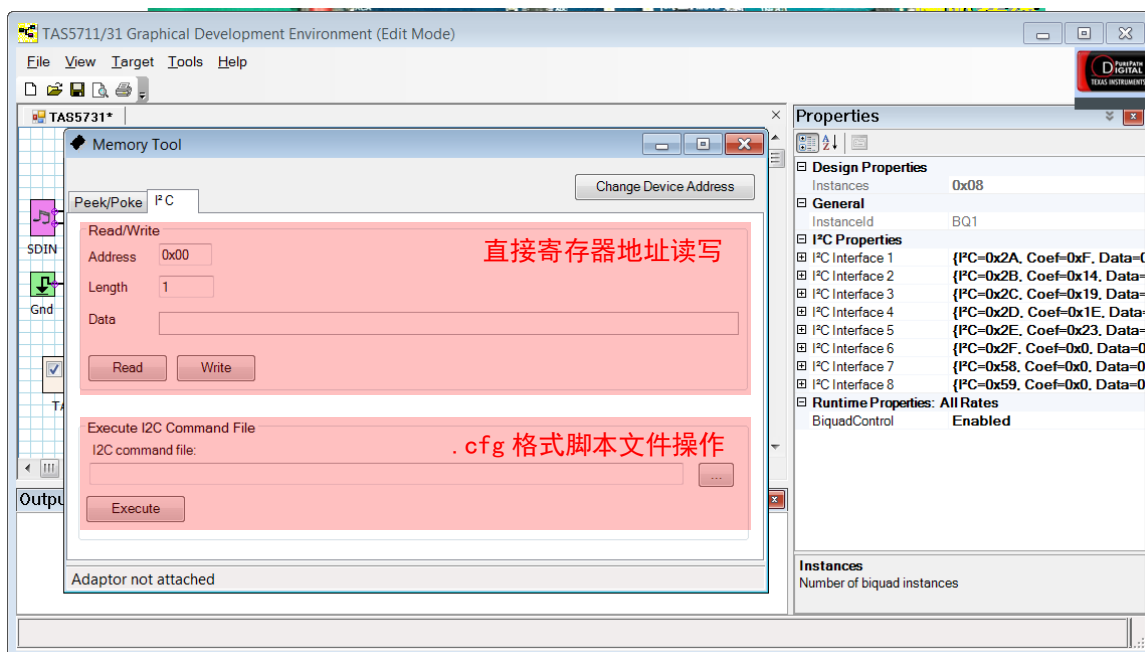 TAS5711/31 Graphical Development Environment (Edit Mode)
File View Target Tools Help
PUREPATH
DIGITAL
TEXAS INSTRUMENTS
TAS5731*
Memory Tool
Change Device Address
Peek/Poke I²C
Read/Write
直接寄存器地址读写
Address 0x00
Length 1
Data
Read Write
Execute I2C Command File
.cfg 格式脚本文件操作
I2C command file:
...
Execute
Adaptor not attached
SDIN
Gnd
TA
Outpu
Properties
Design Properties
Instances 0x08
General
InstanceId BQ1
I²C Properties
I²C Interface 1 {I²C=0x2A, Coef=0xF, Data=0
I²C Interface 2 {I²C=0x2B, Coef=0x14, Data=
I²C Interface 3 {I²C=0x2C, Coef=0x19, Data=
I²C Interface 4 {I²C=0x2D, Coef=0x1E, Data=
I²C Interface 5 {I²C=0x2E, Coef=0x23, Data=
I²C Interface 6 {I²C=0x2F, Coef=0x0, Data=0
I²C Interface 7 {I²C=0x58, Coef=0x0, Data=0
I²C Interface 8 {I²C=0x59, Coef=0x0, Data=0
Runtime Properties: All Rates
BiquadControl Enabled
Instances
Number of biquad instances